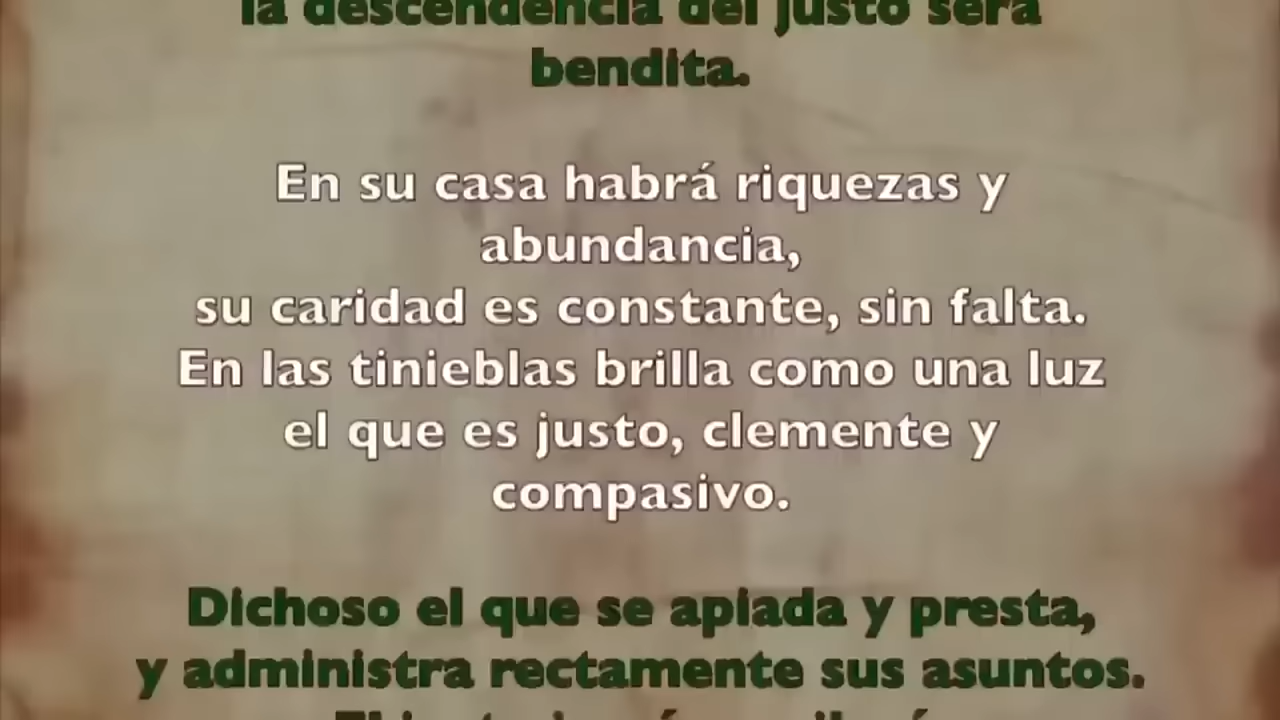 la descendencia del justo será
bendita.
En su casa habrá riquezas y
abundancia,
su caridad es constante, sin falta.
En las tinieblas brilla como una luz
el que es justo, clemente y
compasivo.
Dichoso el que se apiada y presta,
y administra rectamente sus asuntos.